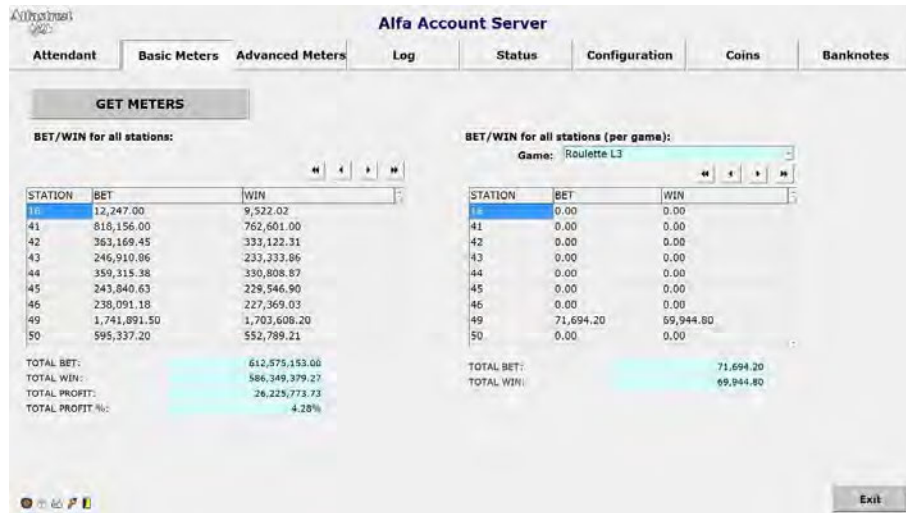 Alfastreet
Alfa Account Server
Attendant Basic Meters Advanced Meters Log Status Configuration Coins Banknotes
GET METERS
BET/WIN for all stations:
STATION BET WIN
16 12,247.00 9,522.02
41 818,156.00 762,601.00
42 363,169.45 333,122.31
43 246,910.86 233,333.86
44 359,315.38 330,808.87
45 243,840.63 229,546.90
46 238,091.18 227,369.03
49 1,741,891.50 1,703,608.20
50 595,337.20 552,789.21
TOTAL BET: 612,575,153.00
TOTAL WIN: 586,349,379.27
TOTAL PROFIT: 26,225,773.73
TOTAL PROFIT %: 4.28%
BET/WIN for all stations (per game):
Game: Roulette L3
STATION BET WIN
16 0.00 0.00
41 0.00 0.00
42 0.00 0.00
43 0.00 0.00
44 0.00 0.00
45 0.00 0.00
46 0.00 0.00
49 71,694.20 69,944.80
50 0.00 0.00
TOTAL BET: 71,694.20
TOTAL WIN: 69,944.80
Exit